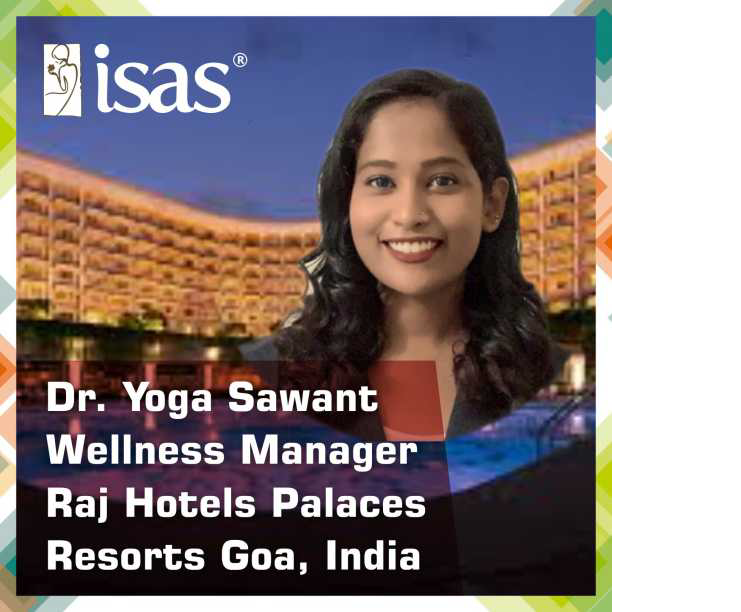 isas®
Dr. Yoga Sawant
Wellness Manager
Raj Hotels Palaces
Resorts Goa, India